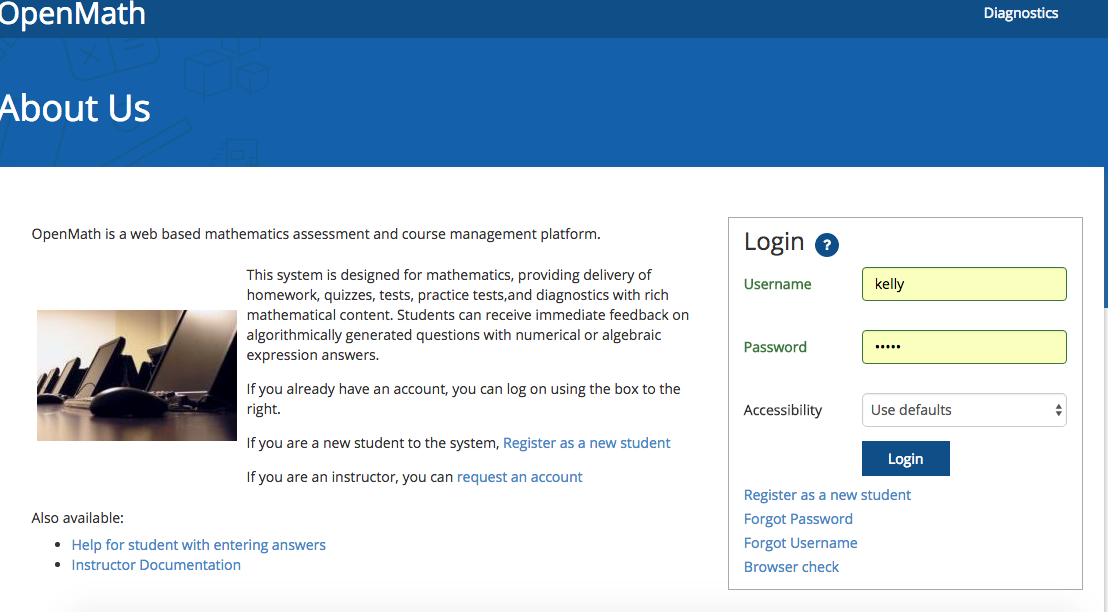 OpenMath
Diagnostics
About Us
OpenMath is a web based mathematics assessment and course management platform.
This system is designed for mathematics, providing delivery of
homework, quizzes, tests, practice tests,and diagnostics with rich
mathematical content. Students can receive immediate feedback on
algorithmically generated questions with numerical or algebraic
expression answers.
If you already have an account, you can log on using the box to the
right.
If you are a new student to the system, Register as a new student
If you are an instructor, you can request an account
Also available:
Help for student with entering answers
Instructor Documentation
Login ?
Username kelly
Password •••••
Accessibility Use defaults
Login
Register as a new student
Forgot Password
Forgot Username
Browser check